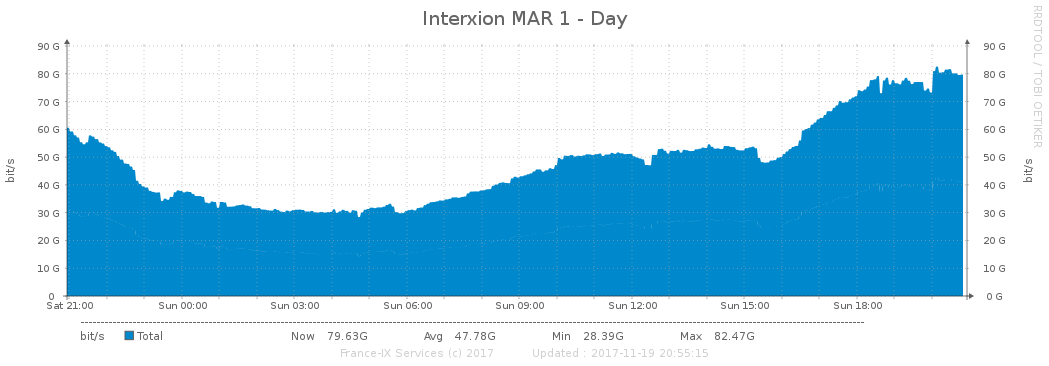 Interxion MAR 1 - Day
RRDTOOL / TOBI OETIKER
bit/s
90 G 90 G
80 G 80 G
70 G 70 G
60 G 60 G
50 G 50 G
40 G 40 G
30 G 30 G
20 G 20 G
10 G 10 G
0 0 G
bit/s
Sat 21:00 Sun 00:00 Sun 03:00 Sun 06:00 Sun 09:00 Sun 12:00 Sun 15:00 Sun 18:00
bit/s Total Now 79.63G Avg 47.78G Min 28.39G Max 82.47G
France-IX Services (c) 2017 Updated : 2017-11-19 20:55:15